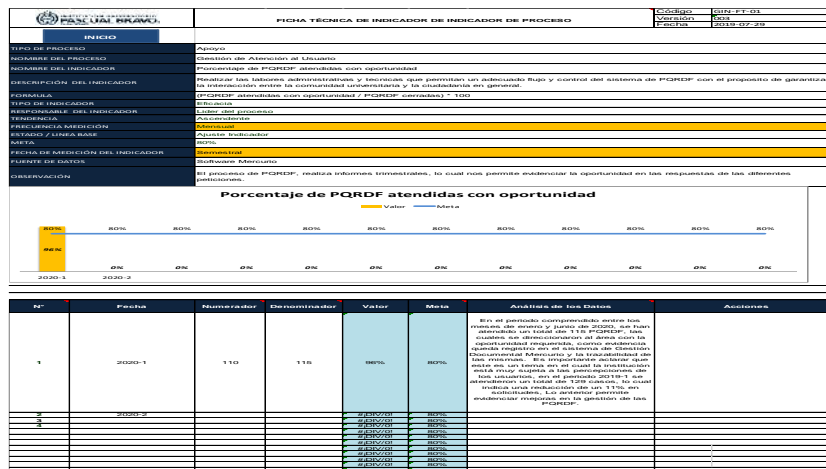 PASCUAL BRAVO.
FICHA TÉCNICA DE INDICADOR DE INDICADOR DE PROCESO
Código GIN-FT-01
Versión 003
Fecha 2019-07-29
INICIO
TIPO DE PROCESO Apoyo
NOMBRE DEL PROCESO Gestión de Atención al Usuario
NOMBRE DEL INDICADOR Porcentaje de PQRDF atendidas con oportunidad
DESCRIPCIÓN DEL INDICADOR Realizar las labores administrativas y tecnicas que permitan un adecuado flujo y control del sistema de PQRDF con el proposito de garantiza
la interacción entre la comunidad universitaria y la ciudadanía en general.
FORMULA (PQRDF atendidas con oportunidad / PQRDF cerradas) * 100
TIPO DE INDICADOR Eficacia
RESPONSABLE DEL INDICADOR Lider del proceso
TENDENCIA Ascendente
FRECUENCIA MEDICIÓN Mensual
ESTADO / LINEA BASE Ajuste Indicador
META 80%
FECHA DE MEDICIÓN DEL INDICADOR Semestral
FUENTE DE DATOS Software Mercurio
OBSERVACIÓN El proceso de PQRDF, realiza informes trimestrales, lo cual nos permite evidenciar la oportunidad en las respuestas de las diferentes
peticiones.
Porcentaje de PQRDF atendidas con oportunidad
Valor Meta
80% 80% 80% 80% 80% 80% 80% 80% 80% 80% 80% 80%
96%
0% 0% 0% 0% 0% 0% 0% 0% 0% 0% 0%
2020-1 2020-2
N° Fecha Numerador Denominador Valor Meta Análisis de los Datos Acciones
1 2020-1 110 115 96% 80%
En el periodo comprendido entre los
meses de enero y junio de 2020, se han
atendido un total de 115 PQRDF, las
cuales se direccionaron al área con la
oportunidad requerida, como evidencia
queda registro en el sistema de Gestión
Documental Mercurio y la trazabilidad de
las mismas. Es importante aclarar que
este es un tema en el cual la institución
está muy sujeta a las percepciones de
los usuarios, en el periodo 2019-1 se
atendieron un total de 129 casos, lo cual
indica una reducción de un 11% en
solicitudes, Lo anterior permite
evidenciar mejoras en la gestión de las
PQRDF.
2 2020-2 #¡DIV/0! 80%
3 #¡DIV/0! 80%
4 #¡DIV/0! 80%
#¡DIV/0! 80%
#¡DIV/0! 80%
#¡DIV/0! 80%
#¡DIV/0! 80%
#¡DIV/0! 80%
#¡DIV/0! 80%
#¡DIV/0! 80%